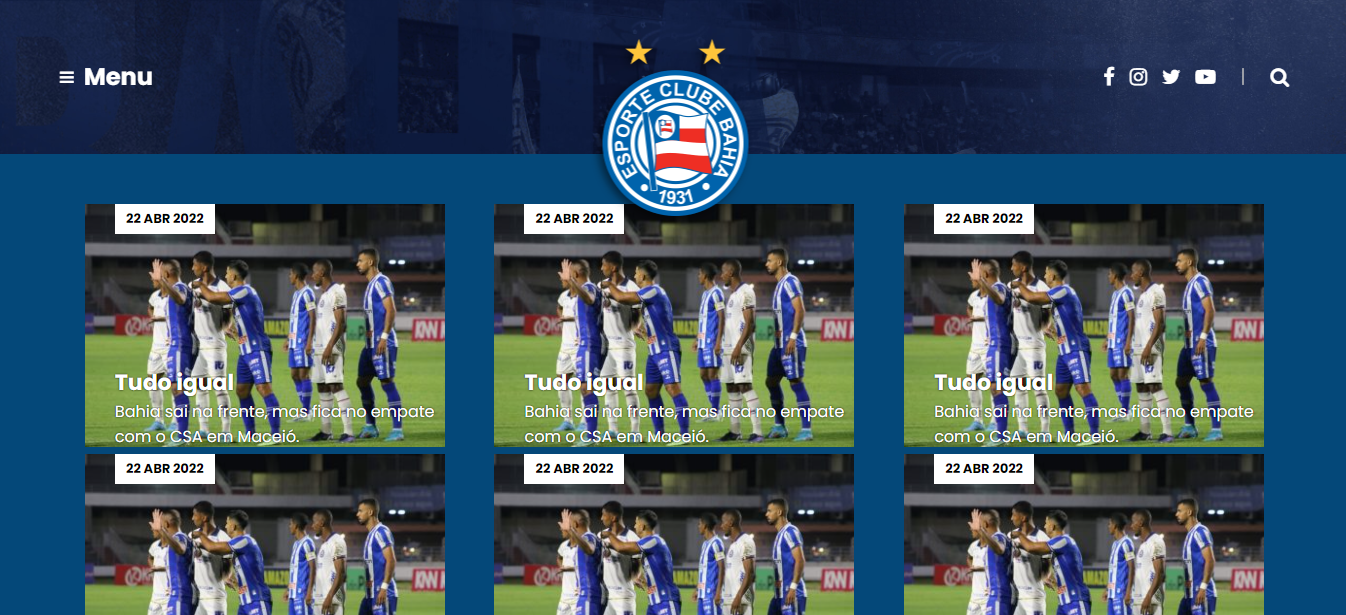 Menu
ESPORTE CLUBE BAHIA
1931
22 ABR 2022
22 ABR 2022
22 ABR 2022
Tudo igual
Bahia sai na frente, mas fica no empate
com o CSA em Maceió.
Tudo igual
Bahia sai na frente, mas fica no empate
com o CSA em Maceió.
Tudo igual
Bahia sai na frente, mas fica no empate
com o CSA em Maceió.
22 ABR 2022
22 ABR 2022
22 ABR 2022